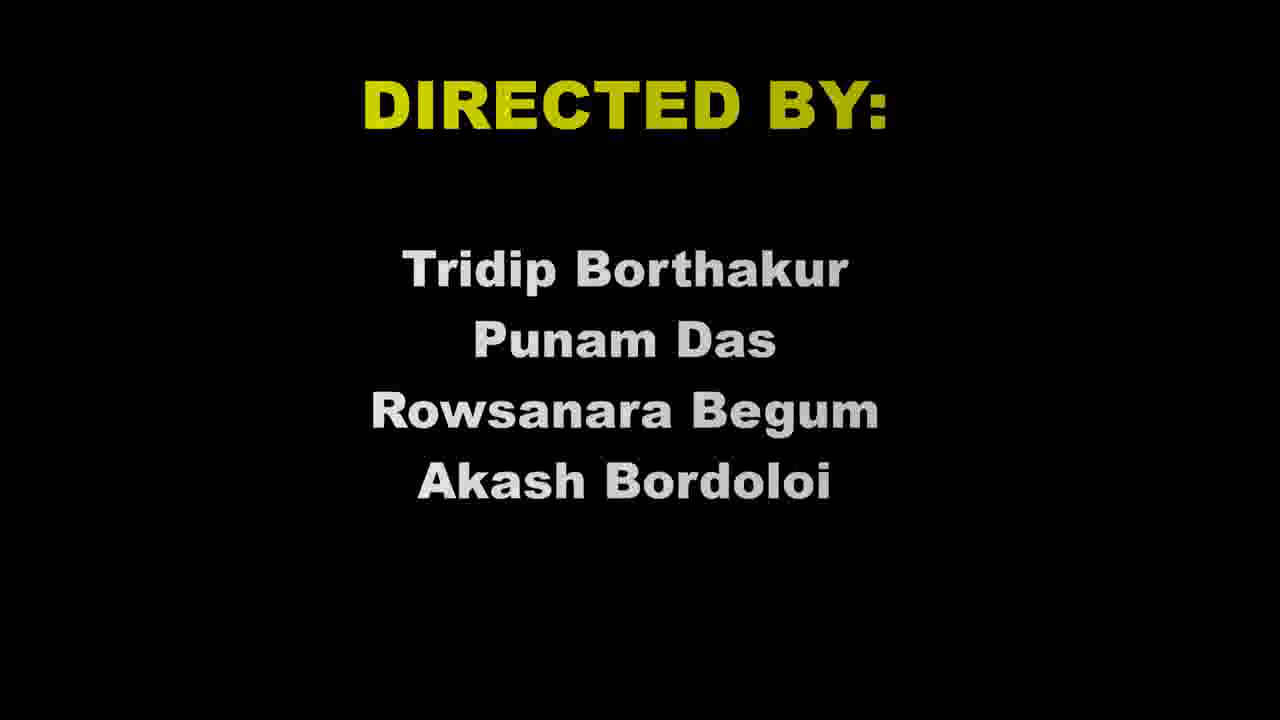 DIRECTED BY:
Tridip Borthakur
Punam Das
Rowsanara Begum
Akash Bordoloi